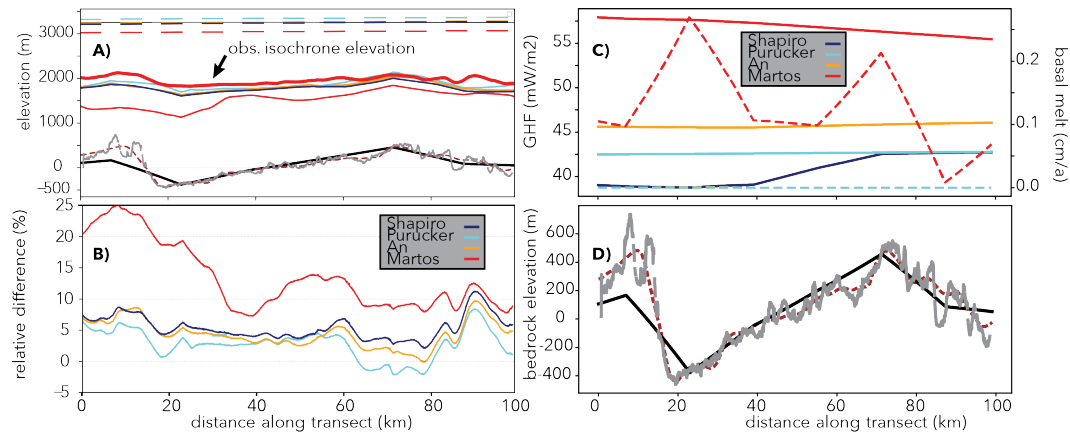 A)
obs. isochrone elevation
elevation (m)
3000
2000
1000
0
−500
B)
Shapiro
Purucker
An
Martos
relative difference (%)
25
20
15
10
5
0
−5
0
20
40
60
80
100
distance along transect (km)
C)
Shapiro
Purucker
An
Martos
GHF (mW/m2)
55
50
45
40
basal melt (cm/a)
0.2
0.1
0.0
D)
bedrock elevation (m)
600
400
200
0
-200
-400
0
20
40
60
80
100
distance along transect (km)